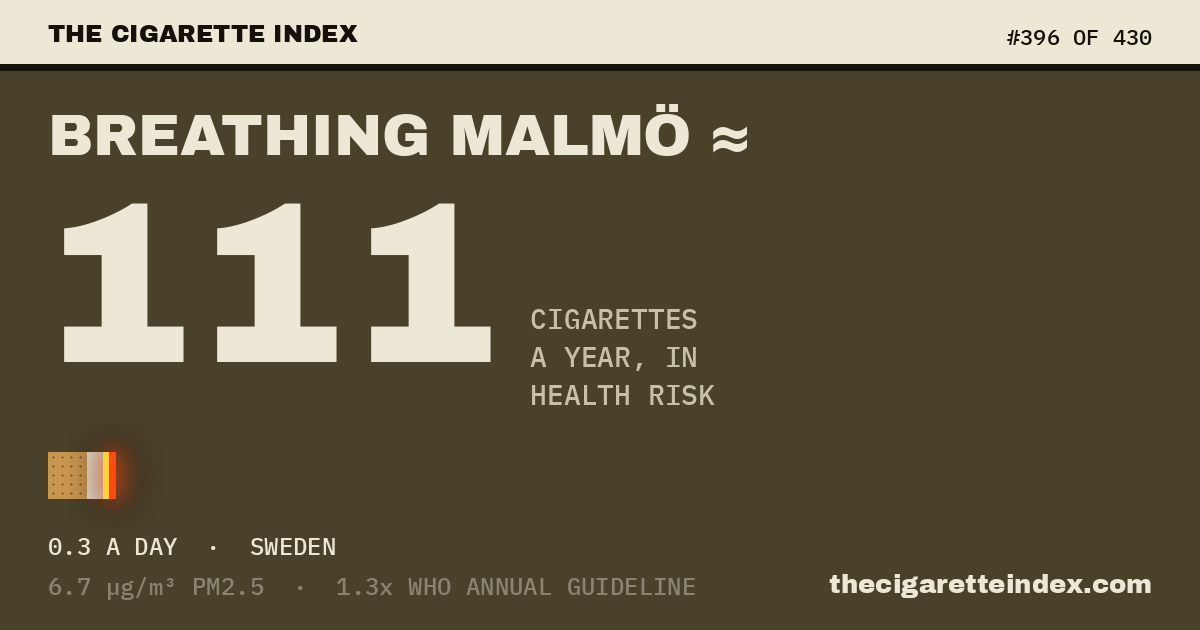 THE CIGARETTE INDEX
#396 OF 430
BREATHING MALMÖ ≈
111
CIGARETTES
A YEAR, IN
HEALTH RISK
0.3 A DAY · SWEDEN
6.7 µg/m³ PM2.5 · 1.3x WHO ANNUAL GUIDELINE
thecigaretteindex.com